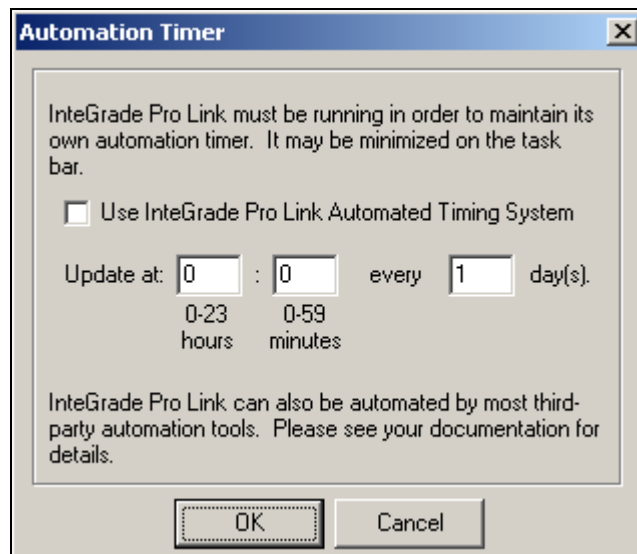 Automation Timer
InteGrade Pro Link must be running in order to maintain its
own automation timer.  It may be minimized on the task
bar.
Use InteGrade Pro Link Automated Timing System
Update at: 0 : 0 every 1 day(s).
0-23 0-59
hours minutes
InteGrade Pro Link can also be automated by most third-
party automation tools.  Please see your documentation for
details.
OK Cancel